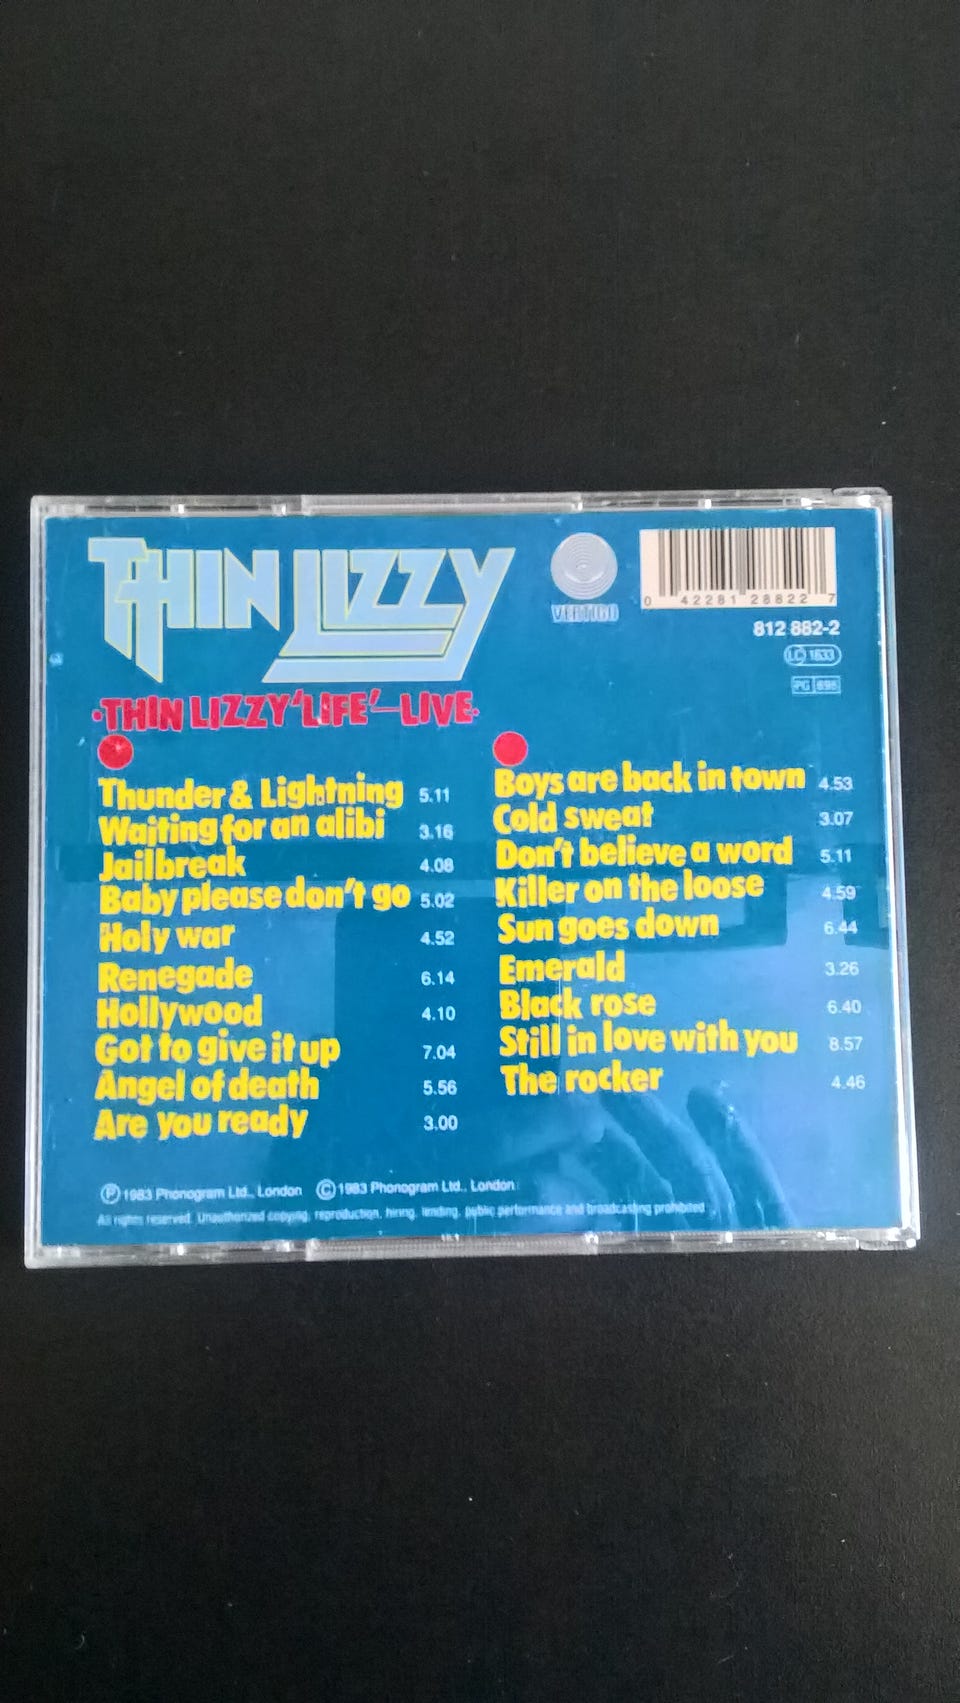 THIN LIZZY
VERTIGO
0 42281 28822 7
812 882-2
LC 1633
·THIN LIZZY 'LIFE'—LIVE·
Thunder & Lightning 5.11
Waiting for an alibi 3.16
Jailbreak 4.08
Baby please don't go 5.02
Holy war 4.52
Renegade 6.14
Hollywood 4.10
Got to give it up 7.04
Angel of death 5.56
Are you ready 3.00
Boys are back in town 4.53
Cold sweat 3.07
Don't believe a word 5.11
Killer on the loose 4.59
Sun goes down 6.44
Emerald 3.26
Black rose 6.40
Still in love with you 8.57
The rocker 4.46
Ⓟ 1983 Phonogram Ltd., London © 1983 Phonogram Ltd., London
All rights reserved. Unauthorized copying, reproduction, hiring, lending, public performance and broadcasting prohibited